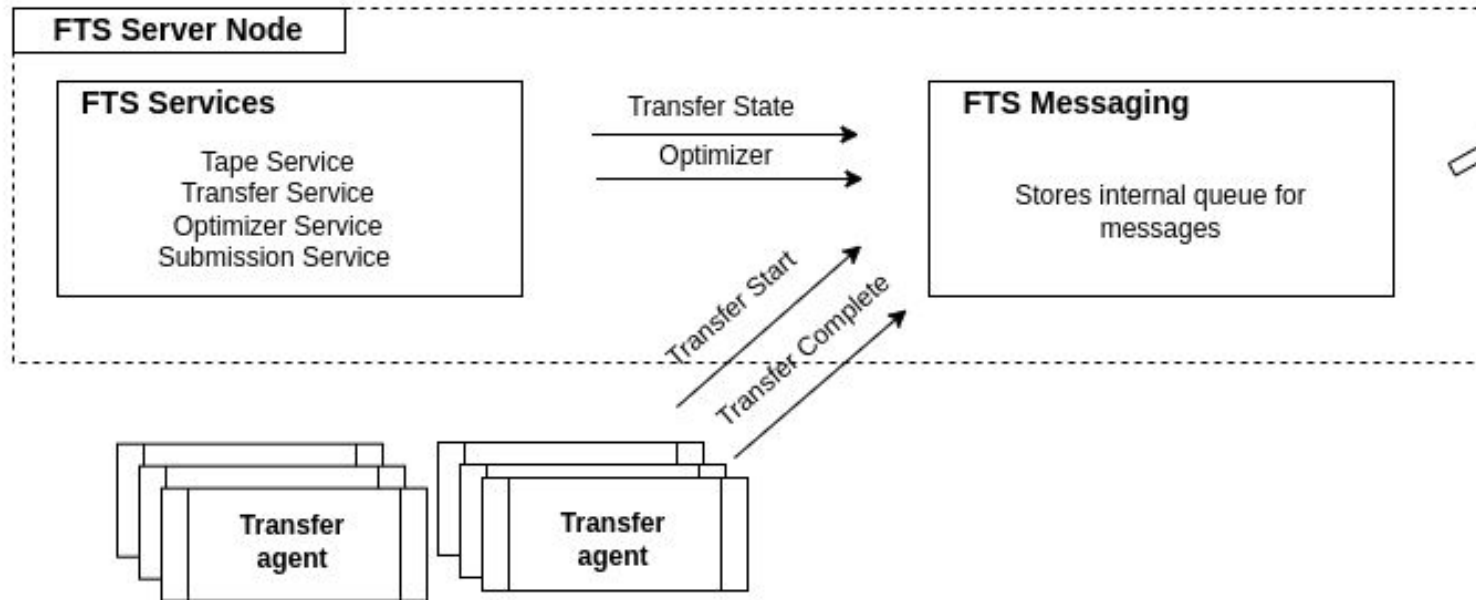 FTS Server Node
FTS Services
Tape Service
Transfer Service
Optimizer Service
Submission Service
Transfer State
Optimizer
FTS Messaging
Stores internal queue for
messages
Transfer Start
Transfer Complete
Transfer
agent
Transfer
agent